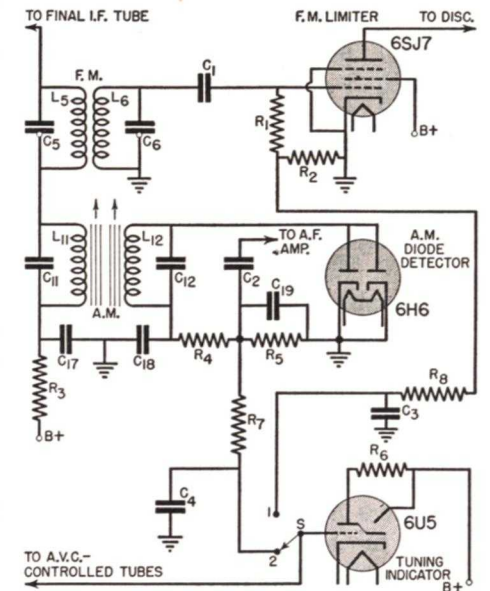 TO FINAL I.F. TUBE
F.M. LIMITER
TO DISC.
6SJ7
F.M.
C1
L5
L6
C5
C6
R1
R2
B+
L11
L12
TO A.F. AMP.
A.M. DIODE DETECTOR
C11
C12
C2
C19
6H6
A.M.
C17
C18
R4
R5
R3
R8
C3
B+
R7
R6
C4
1
S
6U5
2
TO A.V.C.-
CONTROLLED TUBES
TUNING
INDICATOR
B+